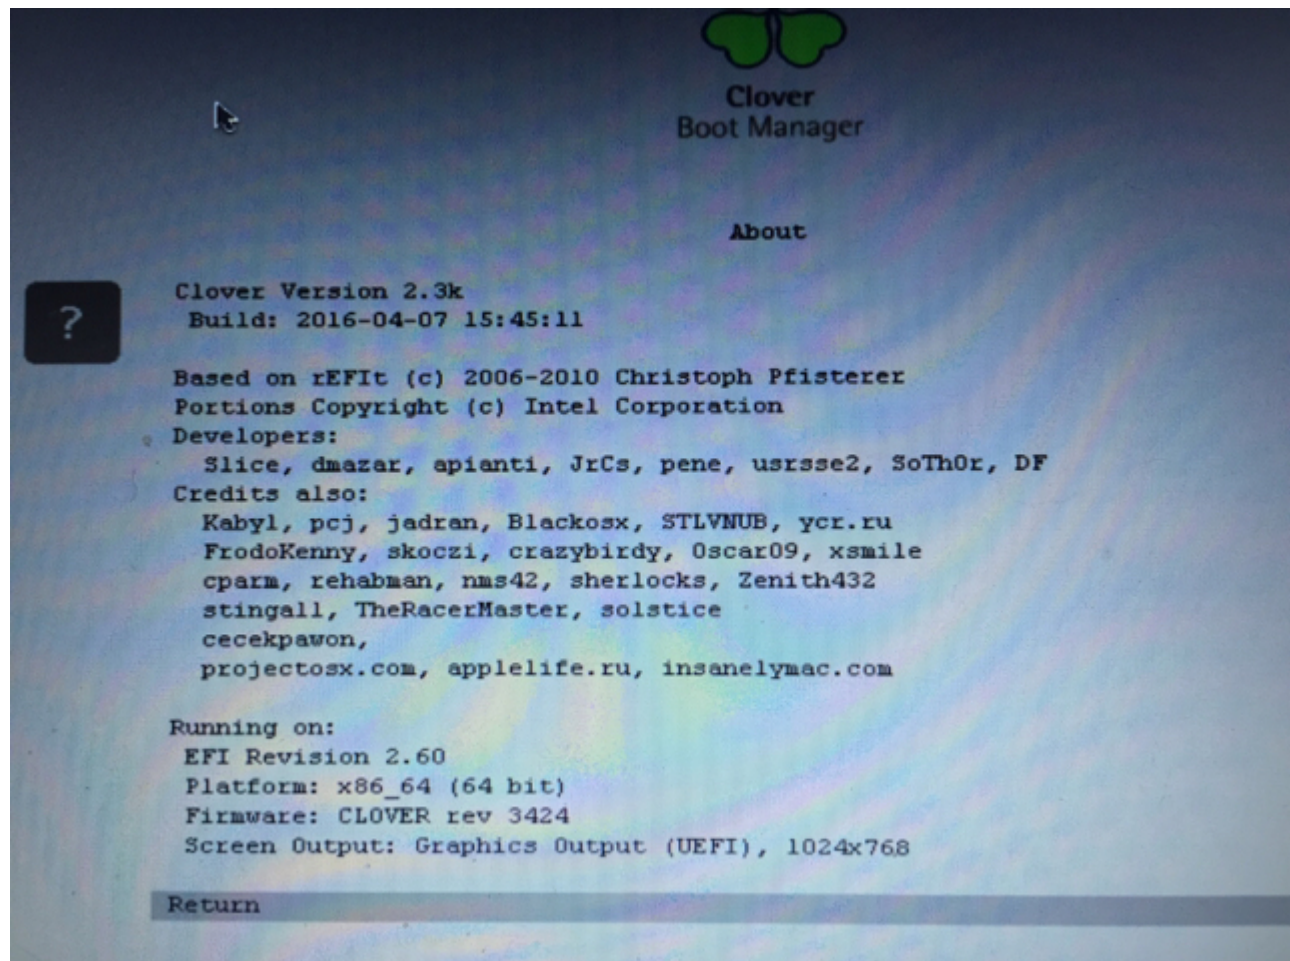 Clover
Boot Manager
About
?
Clover Version 2.3k
Build: 2016-04-07 15:45:11
Based on rEFIt (c) 2006-2010 Christoph Pfisterer
Portions Copyright (c) Intel Corporation
Developers:
Slice, dmazar, apianti, JrCs, pene, usrsse2, SoThOr, DF
Credits also:
Kabyl, pcj, jadran, Blackosx, STLVNUB, ycr.ru
FrodoKenny, skoczi, crazybirdy, Oscar09, xsmile
cparm, rehabman, nms42, sherlocks, Zenith432
stingall, TheRacerMaster, solstice
cecekpawon,
projectosx.com, applelife.ru, insanelymac.com
Running on:
EFI Revision 2.60
Platform: x86_64 (64 bit)
Firmware: CLOVER rev 3424
Screen Output: Graphics Output (UEFI), 1024x768
Return